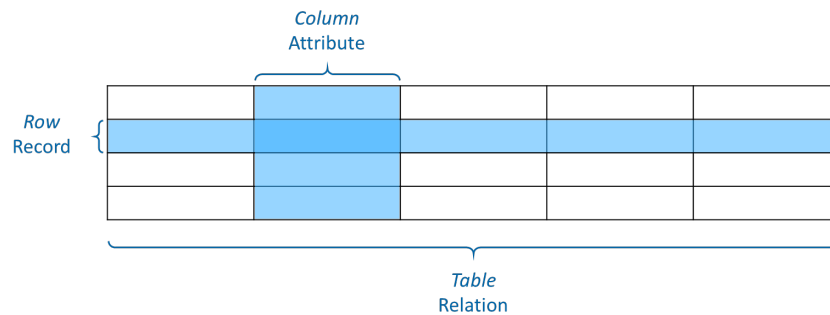 Column
Attribute
Row
Record
Table
Relation